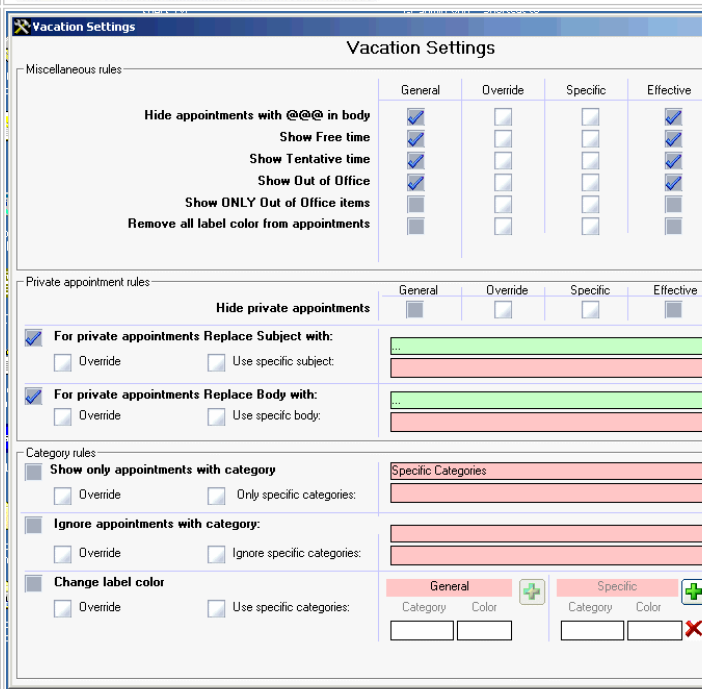 Vacation Settings
Vacation Settings
Miscellaneous rules
General Override Specific Effective
Hide appointments with @@@ in body
Show Free time
Show Tentative time
Show Out of Office
Show ONLY Out of Office items
Remove all label color from appointments
Private appointment rules
General Override Specific Effective
Hide private appointments
For private appointments Replace Subject with:
...
Override Use specific subject:
For private appointments Replace Body with:
...
Override Use specifc body:
Category rules
Show only appointments with category Specific Categories
Override Only specific categories:
Ignore appointments with category:
Override Ignore specific categories:
Change label color General Specific
Override Use specific categories: Category Color Category Color